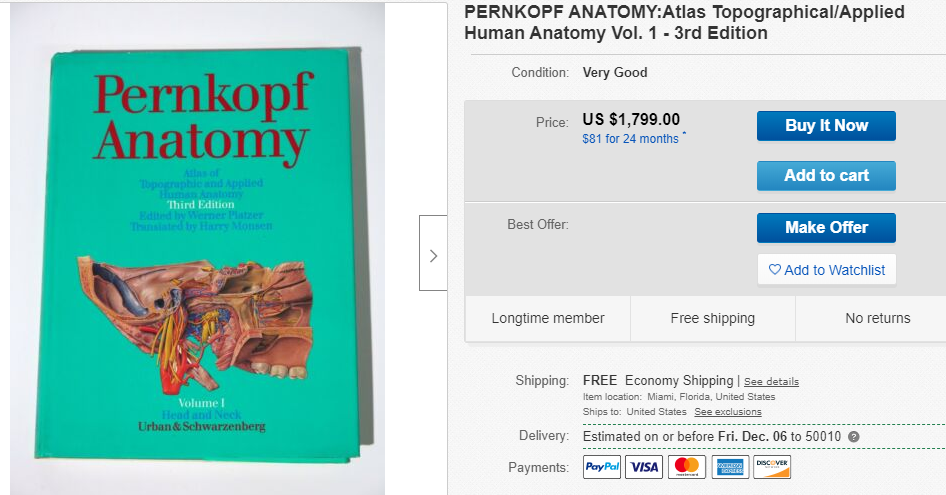 PERNKOPF ANATOMY:Atlas Topographical/Applied
Human Anatomy Vol. 1 - 3rd Edition
Pernkopf
Anatomy
Atlas of
Topographic and Applied
Human Anatomy
Third Edition
Edited by Werner Platzer
Translated by Harry Monsen
Volume I
Head and Neck
Urban & Schwarzenberg
Condition: Very Good
Price: US $1,799.00
$81 for 24 months *
Buy It Now
Add to cart
Best Offer:
Make Offer
Add to Watchlist
Longtime member
Free shipping
No returns
Shipping: FREE Economy Shipping | See details
Item location: Miami, Florida, United States
Ships to: United States See exclusions
Delivery: Estimated on or before Fri. Dec. 06 to 50010 ?
Payments: PayPal VISA mastercard AMERICAN EXPRESS DISCOVER